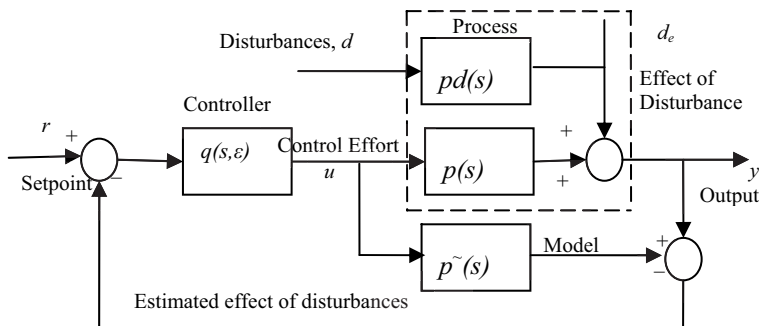 Process
Disturbances, d
d_e
pd(s)
Effect of
Disturbance
Controller
r
+
q(s,ε)
Control Effort
+
u
p(s)
+
Setpoint
−
y
Output
Model
+
p~(s)
−
Estimated effect of disturbances